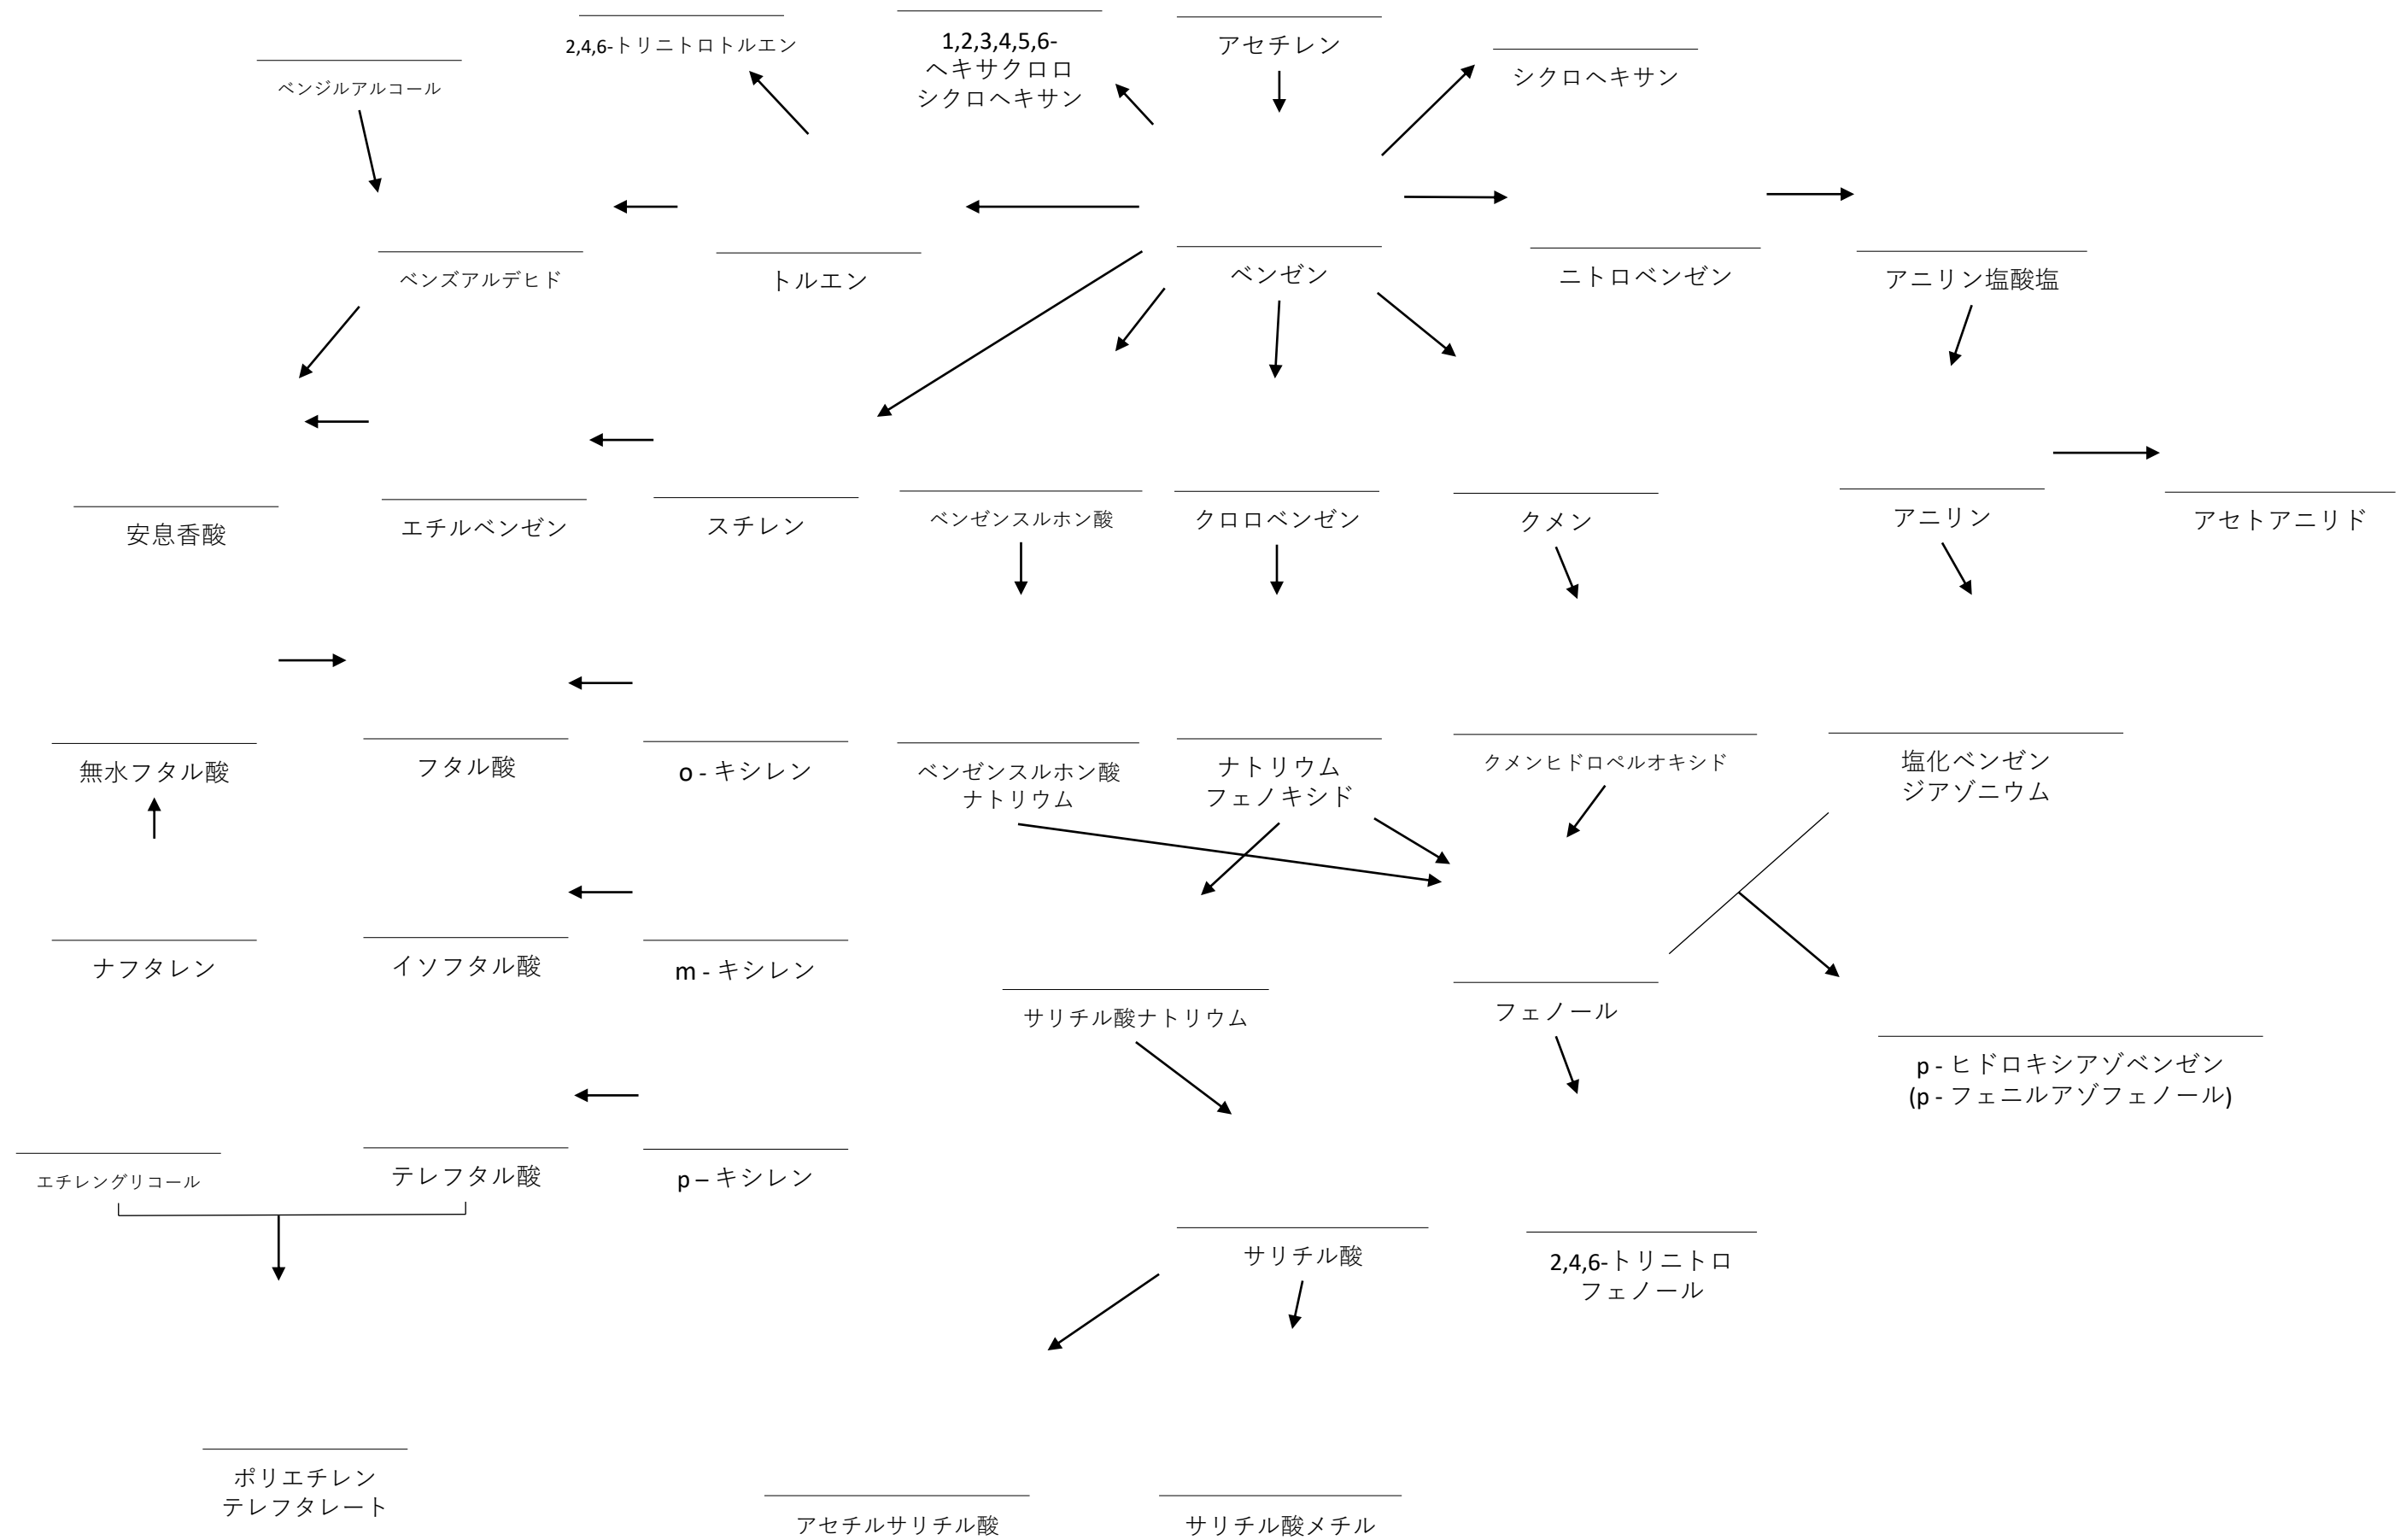 2,4,6-トリニトロトルエン
1,2,3,4,5,6-
ヘキサクロロ
シクロヘキサン
アセチレン
シクロヘキサン
ベンジルアルコール
ベンズアルデヒド
トルエン
ベンゼン
ニトロベンゼン
アニリン塩酸塩
安息香酸
エチルベンゼン
スチレン
ベンゼンスルホン酸
クロロベンゼン
クメン
アニリン
アセトアニリド
無水フタル酸
フタル酸
o - キシレン
ベンゼンスルホン酸
ナトリウム
ナトリウム
フェノキシド
クメンヒドロペルオキシド
塩化ベンゼン
ジアゾニウム
ナフタレン
イソフタル酸
m - キシレン
サリチル酸ナトリウム
フェノール
p - ヒドロキシアゾベンゼン
(p - フェニルアゾフェノール)
エチレングリコール
テレフタル酸
p – キシレン
サリチル酸
2,4,6-トリニトロ
フェノール
ポリエチレン
テレフタレート
アセチルサリチル酸
サリチル酸メチル